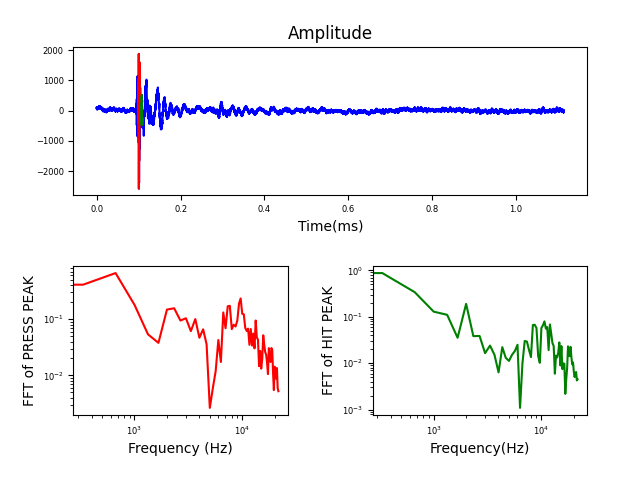 Amplitude
2000
1000
0
−1000
−2000
0.0 0.2 0.4 0.6 0.8 1.0
Time(ms)
FFT of PRESS PEAK
10⁻¹
10⁻²
10³ 10⁴
Frequency (Hz)
FFT of HIT PEAK
10⁰
10⁻¹
10⁻²
10⁻³
10³ 10⁴
Frequency(Hz)